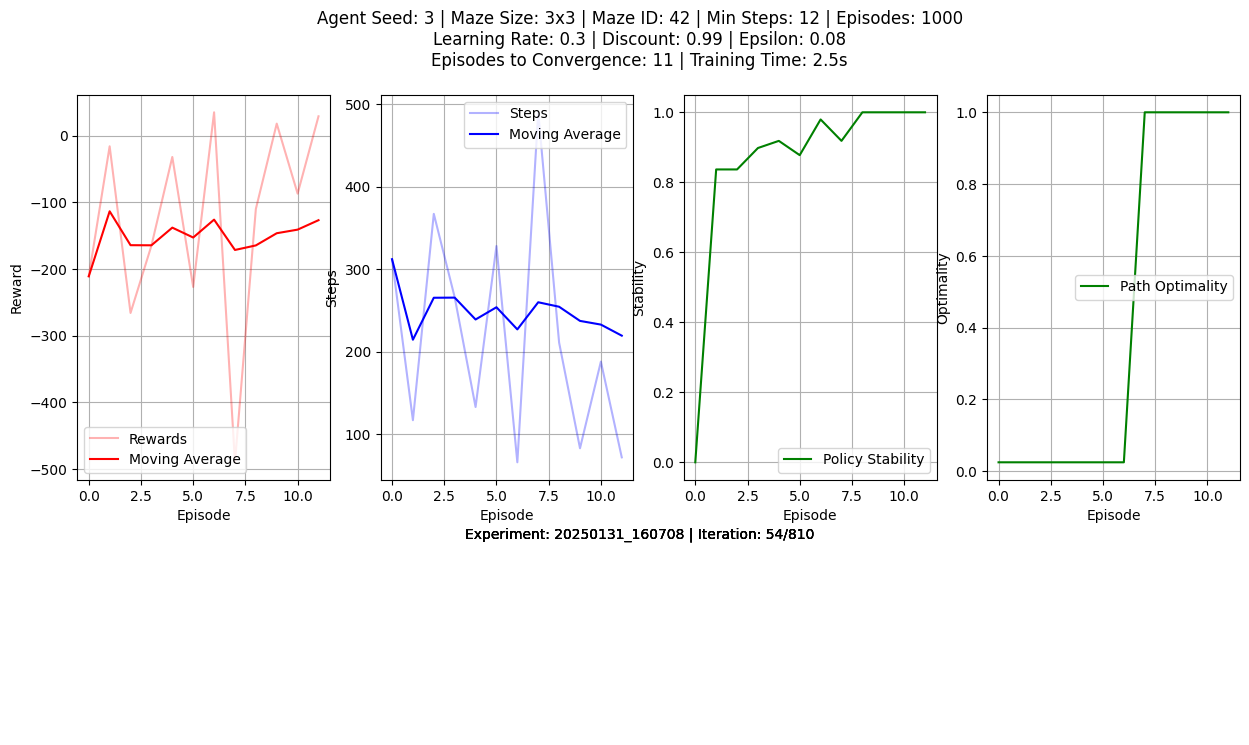 Agent Seed: 3 | Maze Size: 3x3 | Maze ID: 42 | Min Steps: 12 | Episodes: 1000
Learning Rate: 0.3 | Discount: 0.99 | Epsilon: 0.08
Episodes to Convergence: 11 | Training Time: 2.5s
Reward
0
−100
−200
−300
−400
−500
Rewards
Moving Average
0.0 2.5 5.0 7.5 10.0
Episode
Steps
500
400
300
200
100
Steps
Moving Average
0.0 2.5 5.0 7.5 10.0
Episode
Stability
1.0
0.8
0.6
0.4
0.2
0.0
Policy Stability
0.0 2.5 5.0 7.5 10.0
Episode
Optimality
1.0
0.8
0.6
0.4
0.2
0.0
Path Optimality
0.0 2.5 5.0 7.5 10.0
Episode
Experiment: 20250131_160708 | Iteration: 54/810